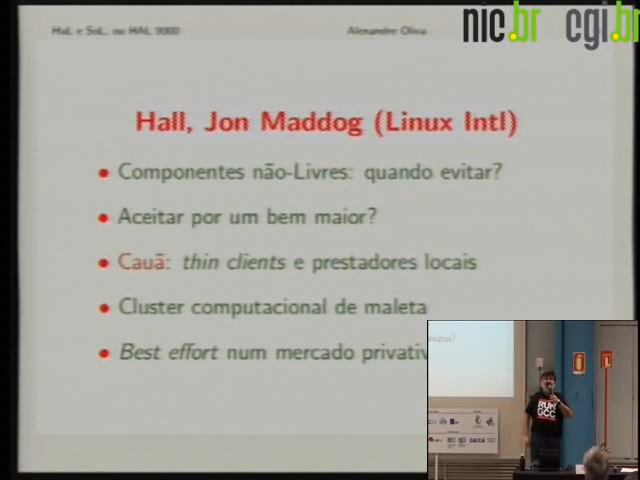 HaL e SoL, ou HAL 9000
Alexandre Oliva
nic.br cgi.br
Hall, Jon Maddog (Linux Intl)
Componentes não-Livres: quando evitar?
Aceitar por um bem maior?
Cauã: thin clients e prestadores locais
Cluster computacional de maleta
Best effort num mercado privativ
RUN
GCC